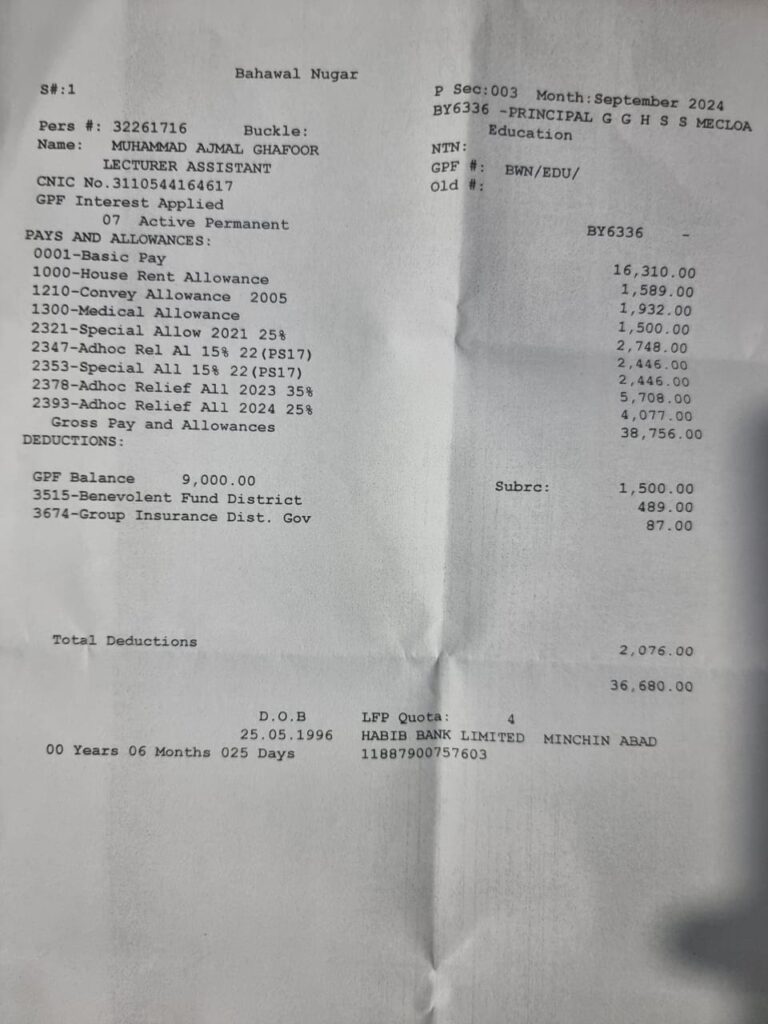 Bahawal Nugar
S#:1
P Sec:003 Month:September 2024
BY6336 -PRINCIPAL G G H S S MECLOA
Pers #: 32261716 Buckle:
Education
Name: MUHAMMAD AJMAL GHAFOOR
NTN:
LECTURER ASSISTANT
GPF #: BWN/EDU/
CNIC No.3110544164617
Old #:
GPF Interest Applied
07 Active Permanent
BY6336 -
PAYS AND ALLOWANCES:
0001-Basic Pay 16,310.00
1000-House Rent Allowance 1,589.00
1210-Convey Allowance 2005 1,932.00
1300-Medical Allowance 1,500.00
2321-Special Allow 2021 25% 2,748.00
2347-Adhoc Rel Al 15% 22(PS17) 2,446.00
2353-Special All 15% 22(PS17) 2,446.00
2378-Adhoc Relief All 2023 35% 5,708.00
2393-Adhoc Relief All 2024 25% 4,077.00
Gross Pay and Allowances 38,756.00
DEDUCTIONS:
GPF Balance 9,000.00 Subrc: 1,500.00
3515-Benevolent Fund District 489.00
3674-Group Insurance Dist. Gov 87.00
Total Deductions 2,076.00
36,680.00
D.O.B LFP Quota: 4
25.05.1996 HABIB BANK LIMITED MINCHIN ABAD
00 Years 06 Months 025 Days 11887900757603